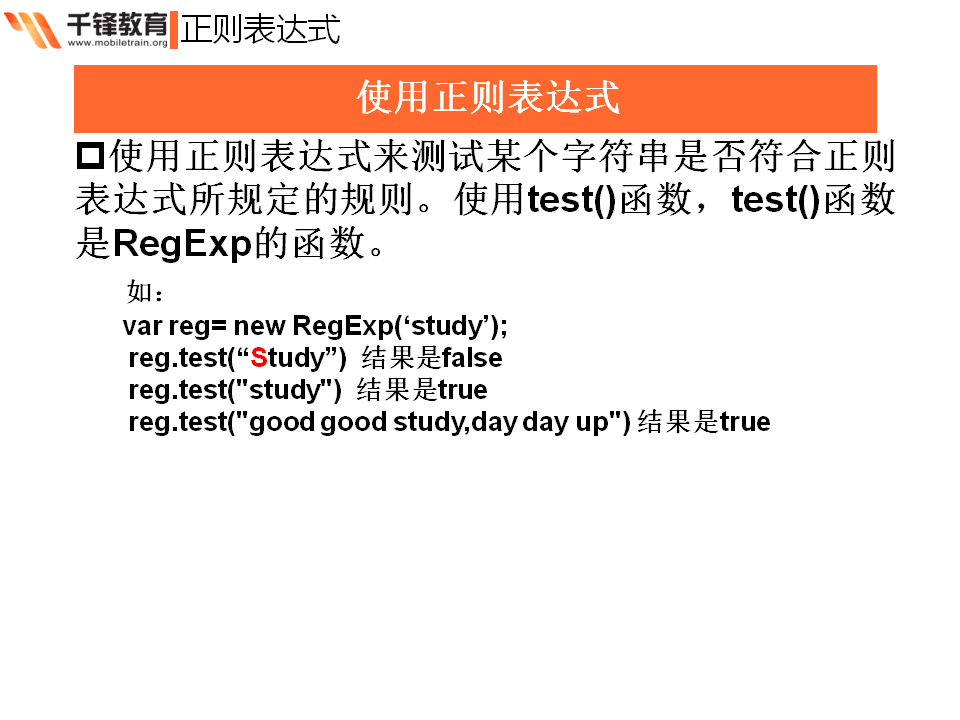 千锋教育
www.mobiletrain.org
正则表达式
使用正则表达式
使用正则表达式来测试某个字符串是否符合正则
表达式所规定的规则。使用test()函数，test()函数
是RegExp的函数。
如：
var reg= new RegExp(‘study’);
reg.test(“Study”) 结果是false
reg.test("study") 结果是true
reg.test("good good study,day day up") 结果是true